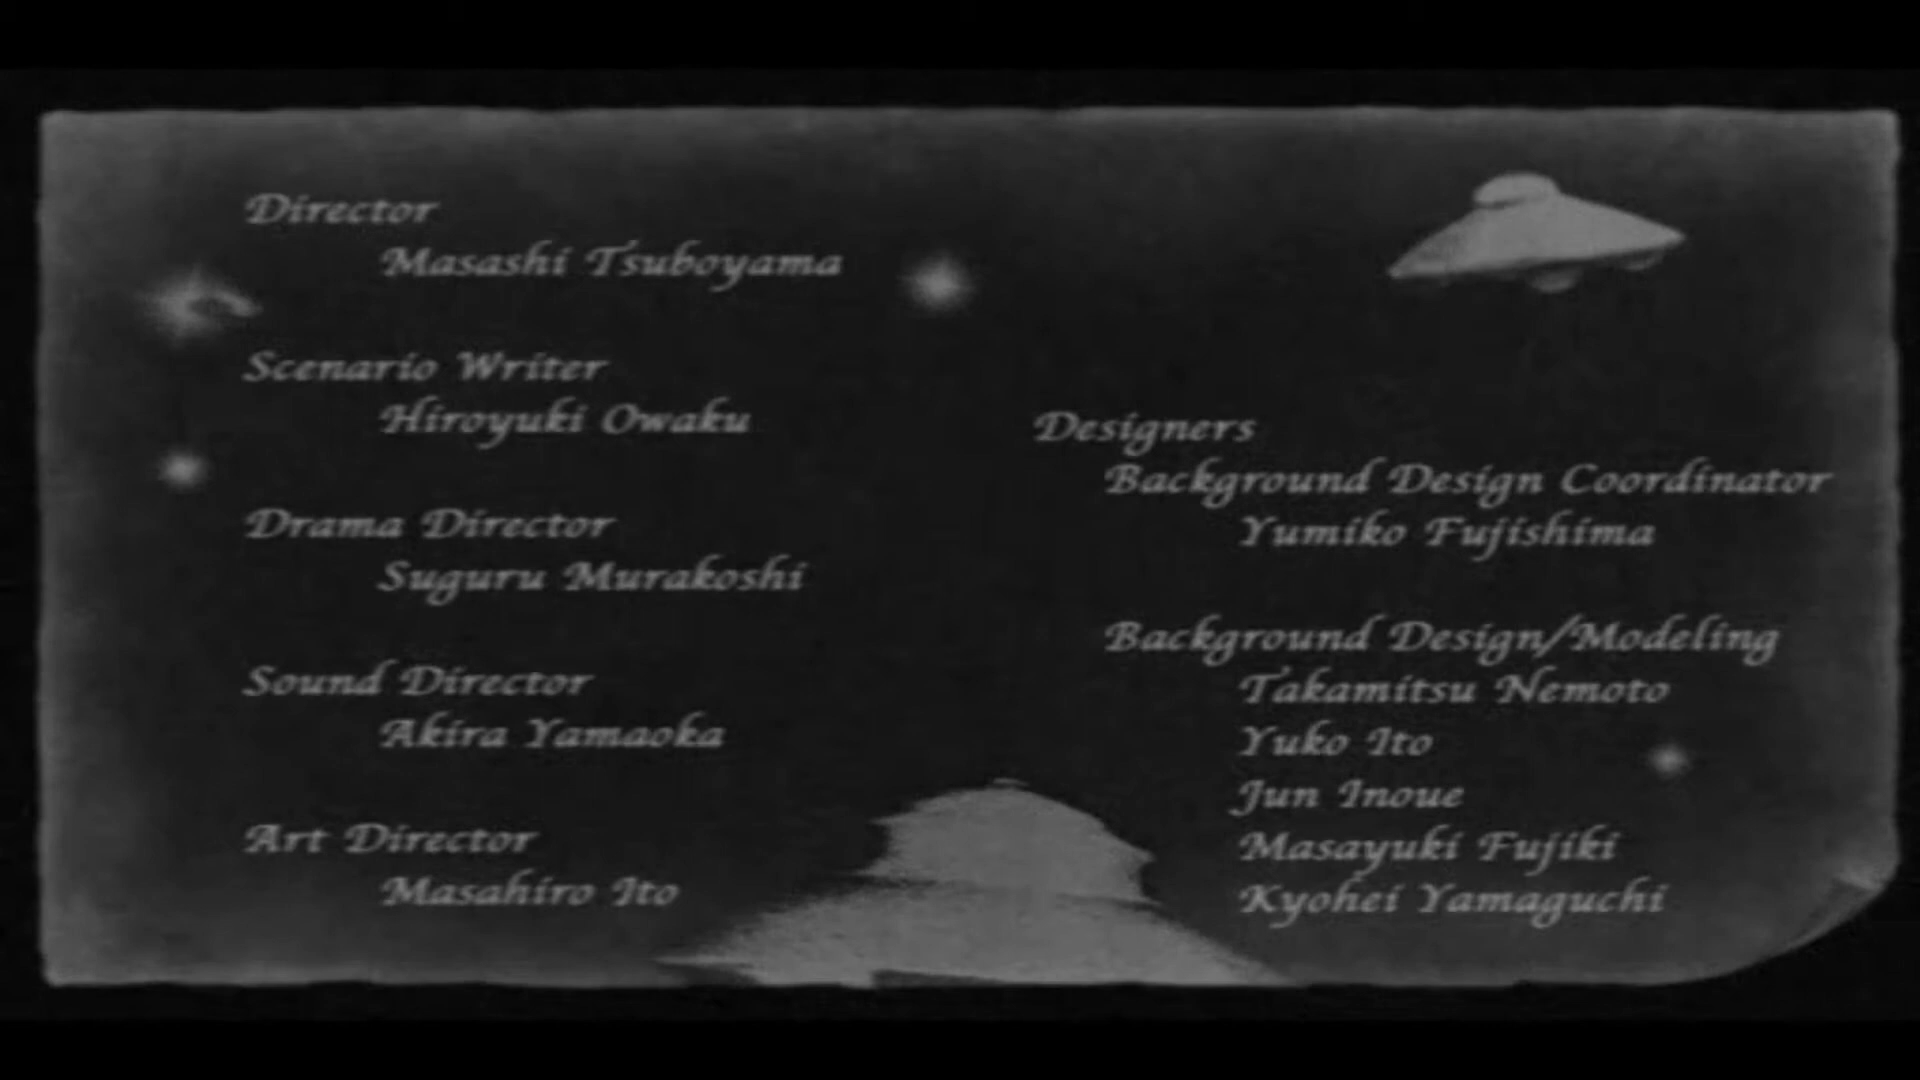 Director
Masashi Tsuboyama
Scenario Writer
Hiroyuki Owaku
Drama Director
Suguru Murakoshi
Sound Director
Akira Yamaoka
Art Director
Masahiro Ito
Designers
Background Design Coordinator
Yumiko Fujishima
Background Design/Modeling
Takamitsu Nemoto
Yuko Ito
Jun Inoue
Masayuki Fujiki
Kyohei Yamaguchi